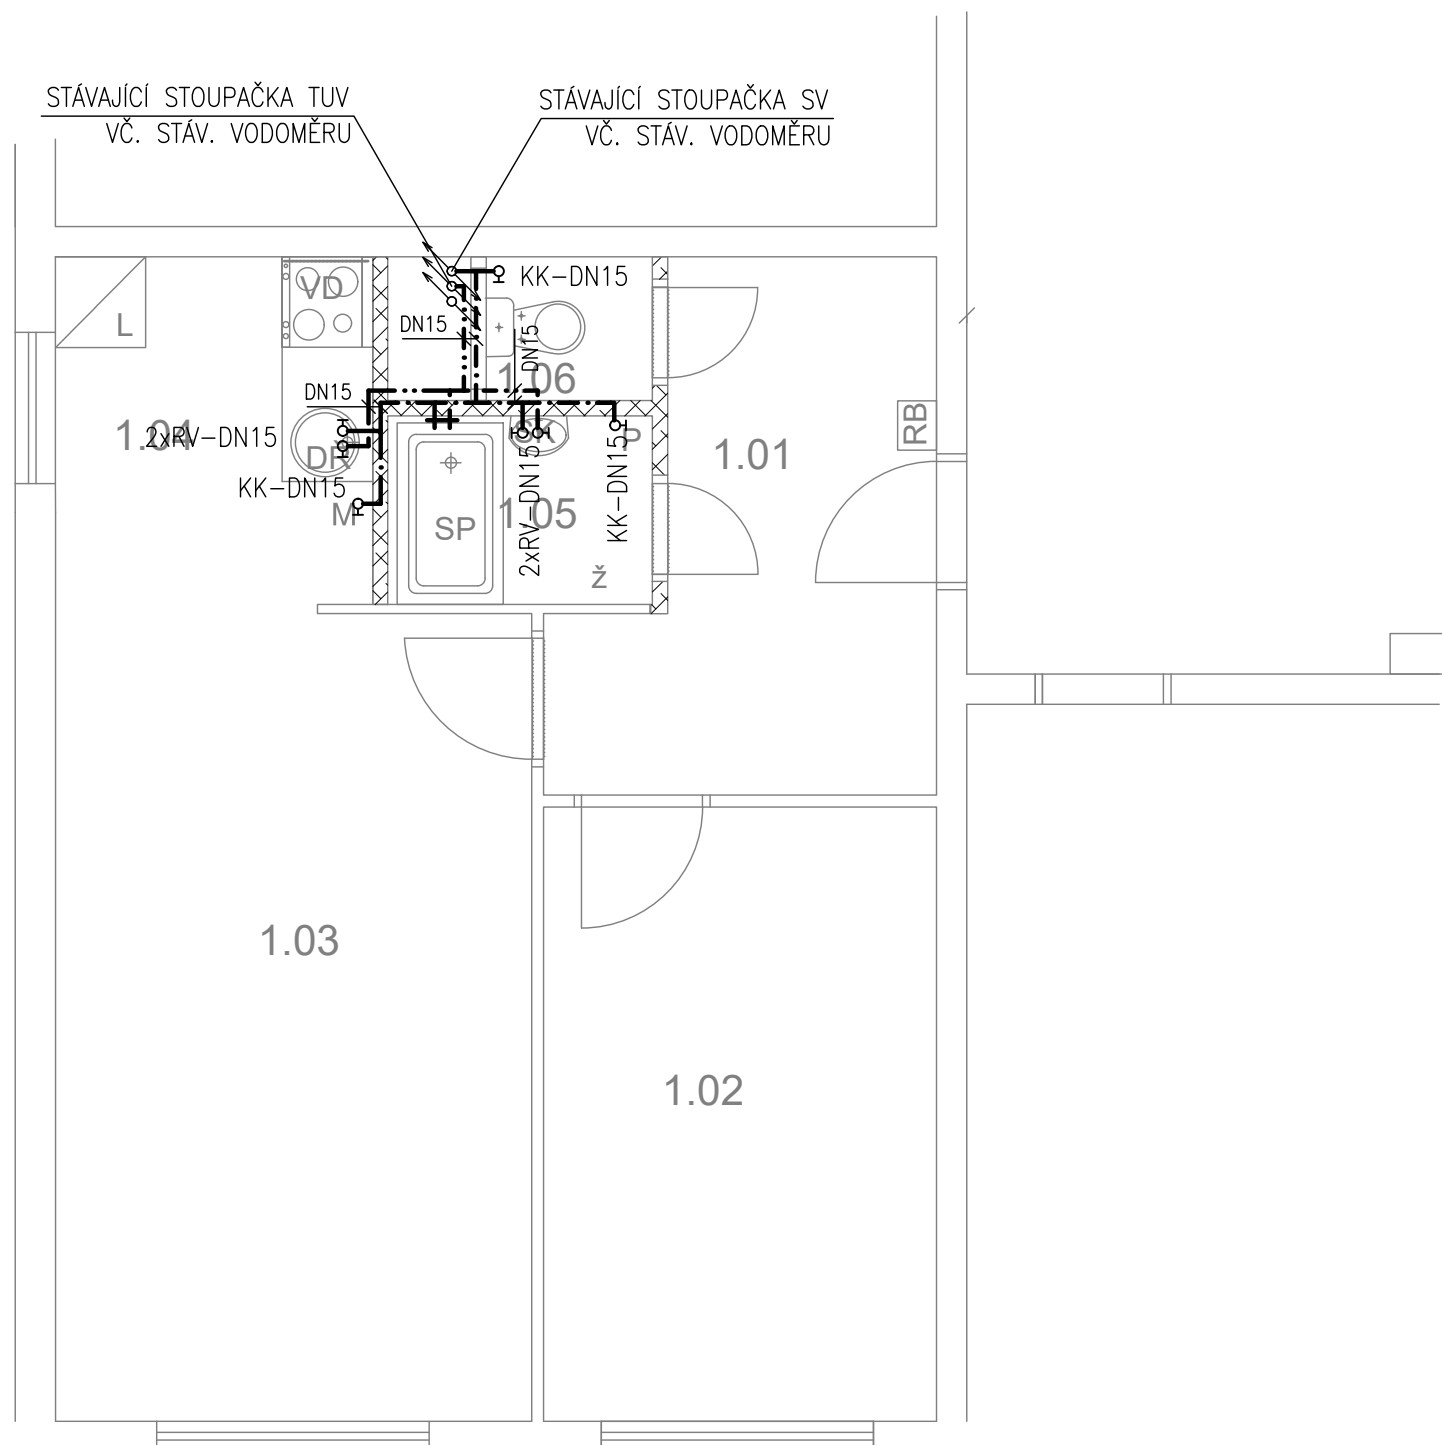 STÁVAJÍCÍ STOUPAČKA TUV
VČ. STÁV. VODOMĚRU
STÁVAJÍCÍ STOUPAČKA SV
VČ. STÁV. VODOMĚRU
KK-DN15
VD
L
DN15
DN15
1.06
DN15
1.04
2xRV-DN15
DŘ
KK-DN15
M
SP
1.05
2xRV-DN15
KK-DN15
P
Ž
1.01
RB
1.03
1.02